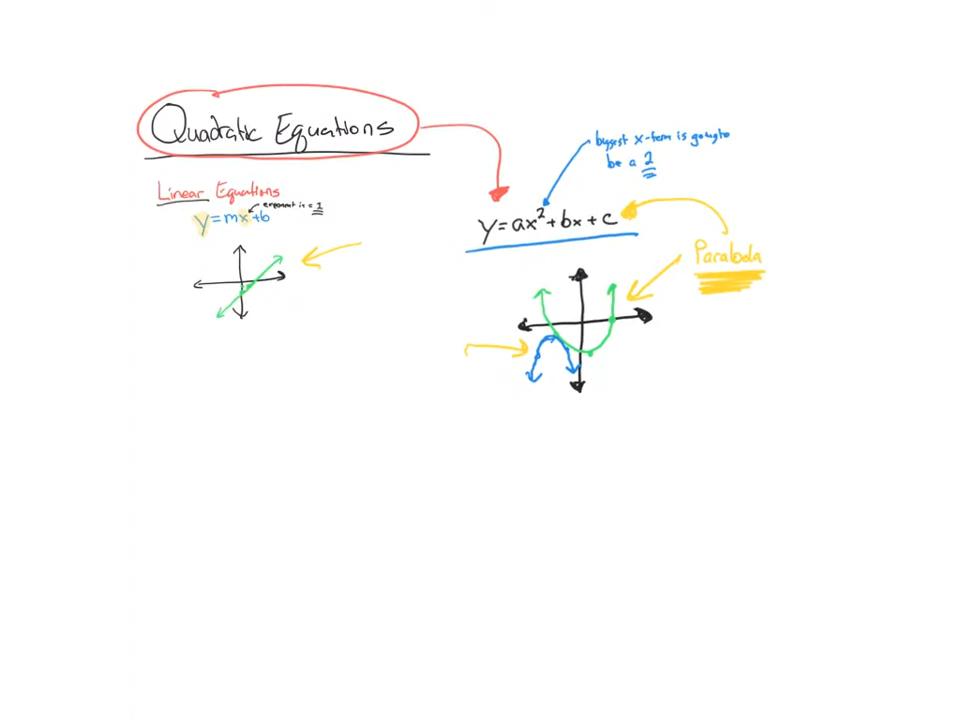 Quadratic Equations
biggest x-term is going to
be a 2
Linear Equations
exponent is = 1
y=mx+b
y=ax²+bx+c
Parabola